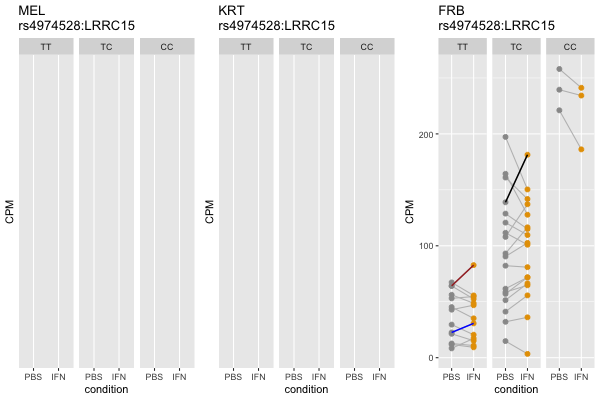 MEL
rs4974528:LRRC15
TT TC CC
CPM
PBS IFN PBS IFN PBS IFN
condition
KRT
rs4974528:LRRC15
TT TC CC
CPM
PBS IFN PBS IFN PBS IFN
condition
FRB
rs4974528:LRRC15
TT TC CC
CPM
200
100
0
PBS IFN PBS IFN PBS IFN
condition